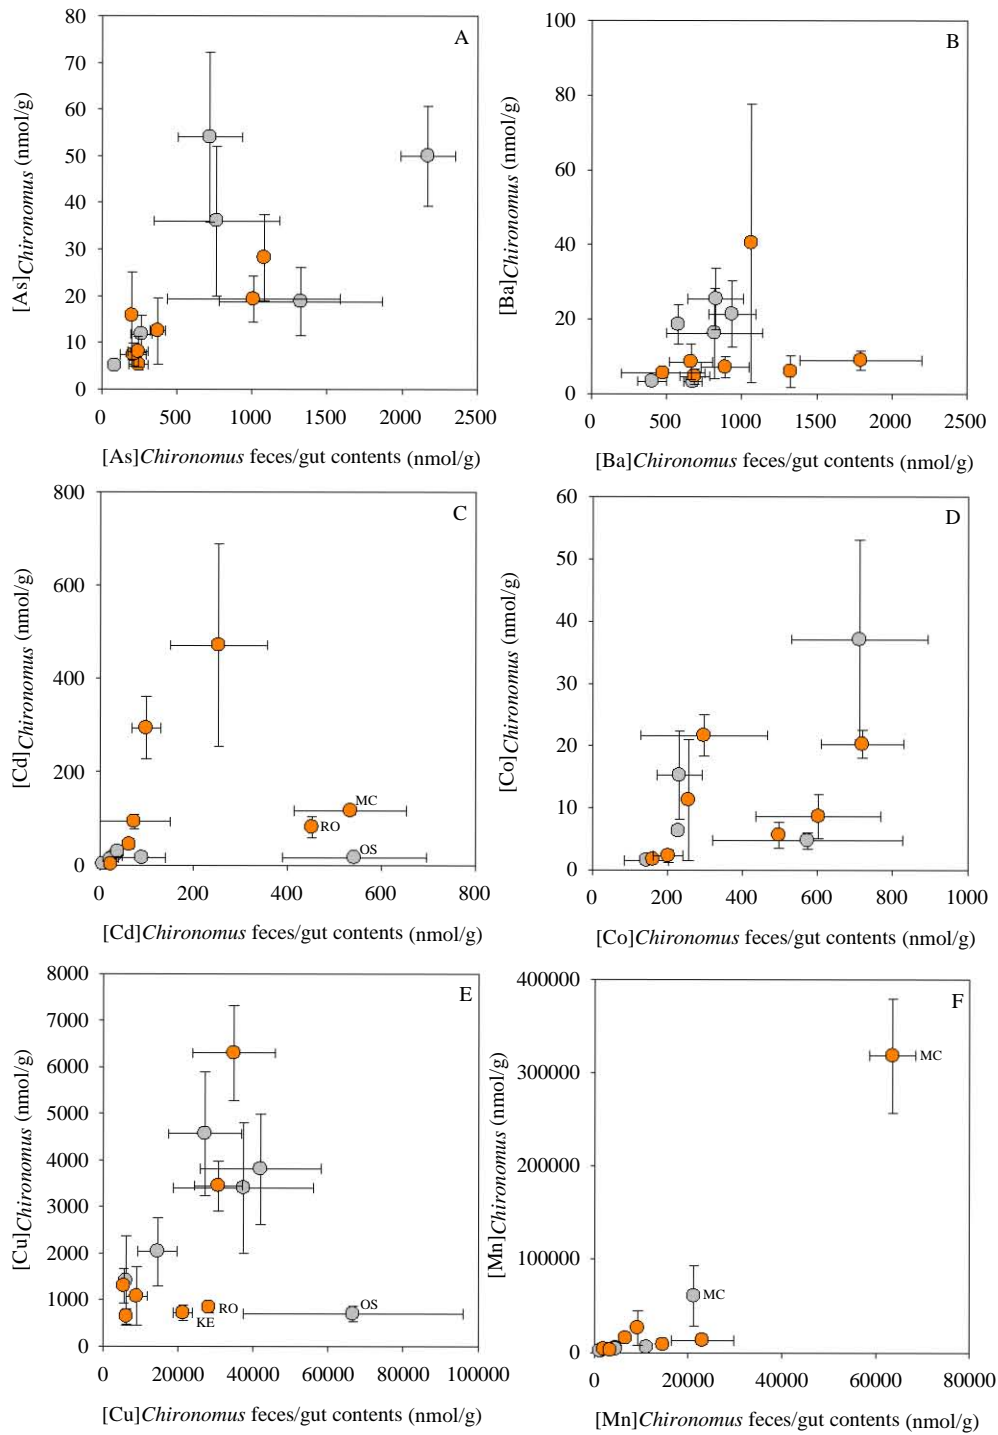 A
80
70
60
50
40
30
20
10
0
[As]Chironomus (nmol/g)
0 500 1000 1500 2000 2500
[As]Chironomus feces/gut contents (nmol/g)
B
100
80
60
40
20
0
[Ba]Chironomus (nmol/g)
0 500 1000 1500 2000 2500
[Ba]Chironomus feces/gut contents (nmol/g)
C
800
600
400
200
0
[Cd]Chironomus (nmol/g)
MC
RO
OS
0 200 400 600 800
[Cd]Chironomus feces/gut contents (nmol/g)
D
60
50
40
30
20
10
0
[Co]Chironomus (nmol/g)
0 200 400 600 800 1000
[Co]Chironomus feces/gut contents (nmol/g)
E
8000
7000
6000
5000
4000
3000
2000
1000
0
[Cu]Chironomus (nmol/g)
RO
KE
OS
0 20000 40000 60000 80000 100000
[Cu]Chironomus feces/gut contents (nmol/g)
F
400000
300000
200000
100000
0
[Mn]Chironomus (nmol/g)
MC
MC
0 20000 40000 60000 80000
[Mn]Chironomus feces/gut contents (nmol/g)